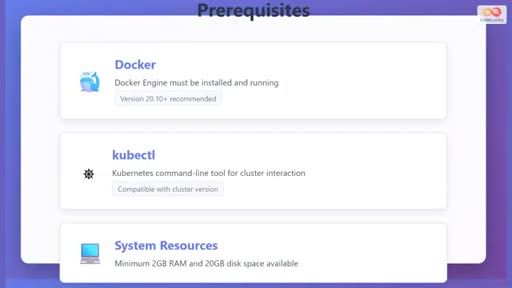 Prerequisites
Docker
Docker Engine must be installed and running
Version 20.10+ recommended
kubectl
Kubernetes command-line tool for cluster interaction
Compatible with cluster version
System Resources
Minimum 2GB RAM and 20GB disk space available